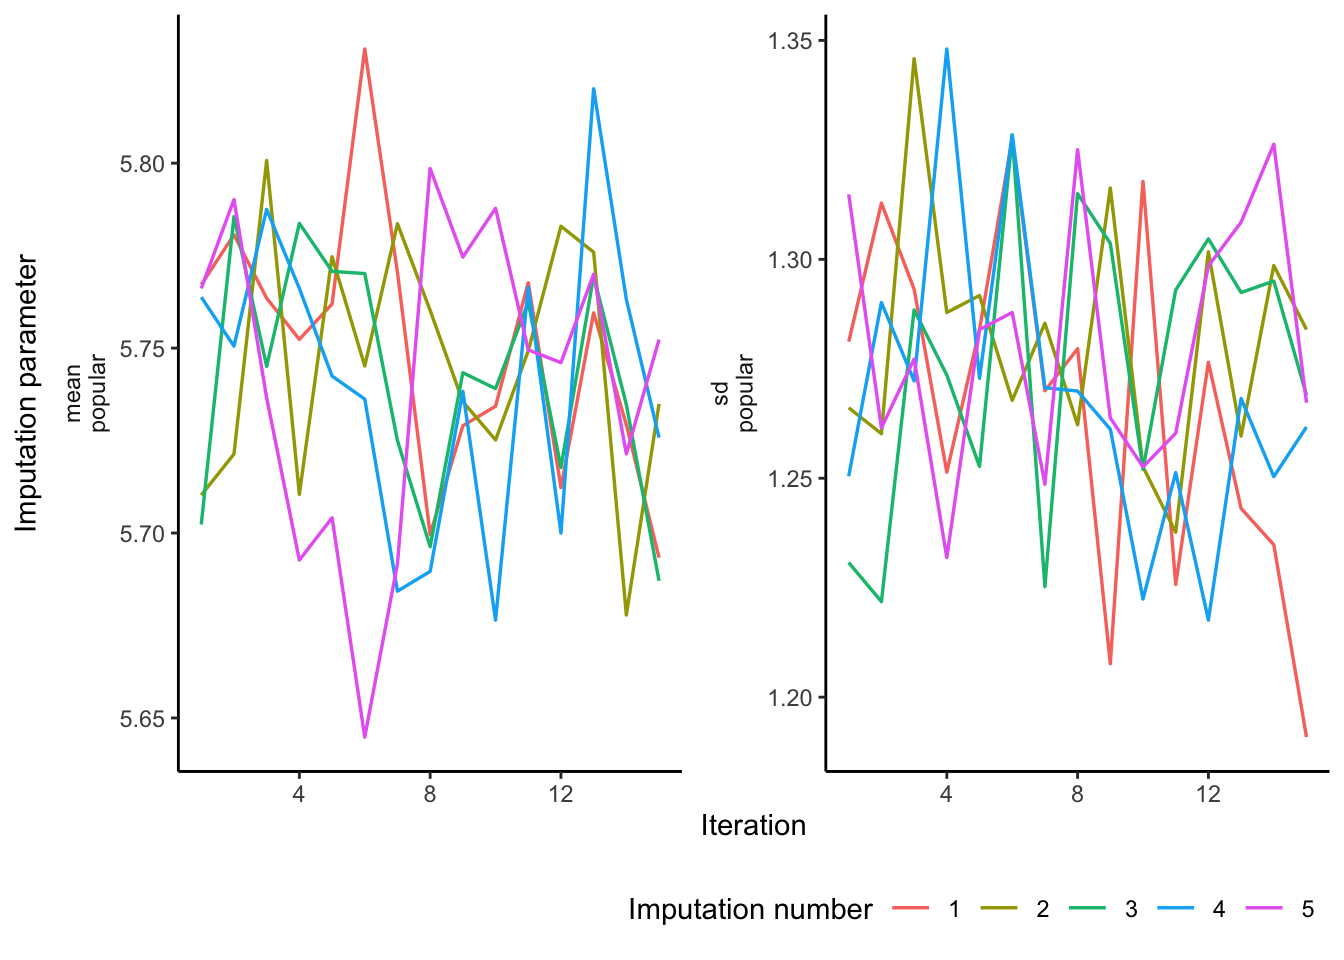 Imputation parameter
mean
popular
5.80
5.75
5.70
5.65
4
8
12
sd
popular
1.35
1.30
1.25
1.20
4
8
12
Iteration
Imputation number 1 2 3 4 5